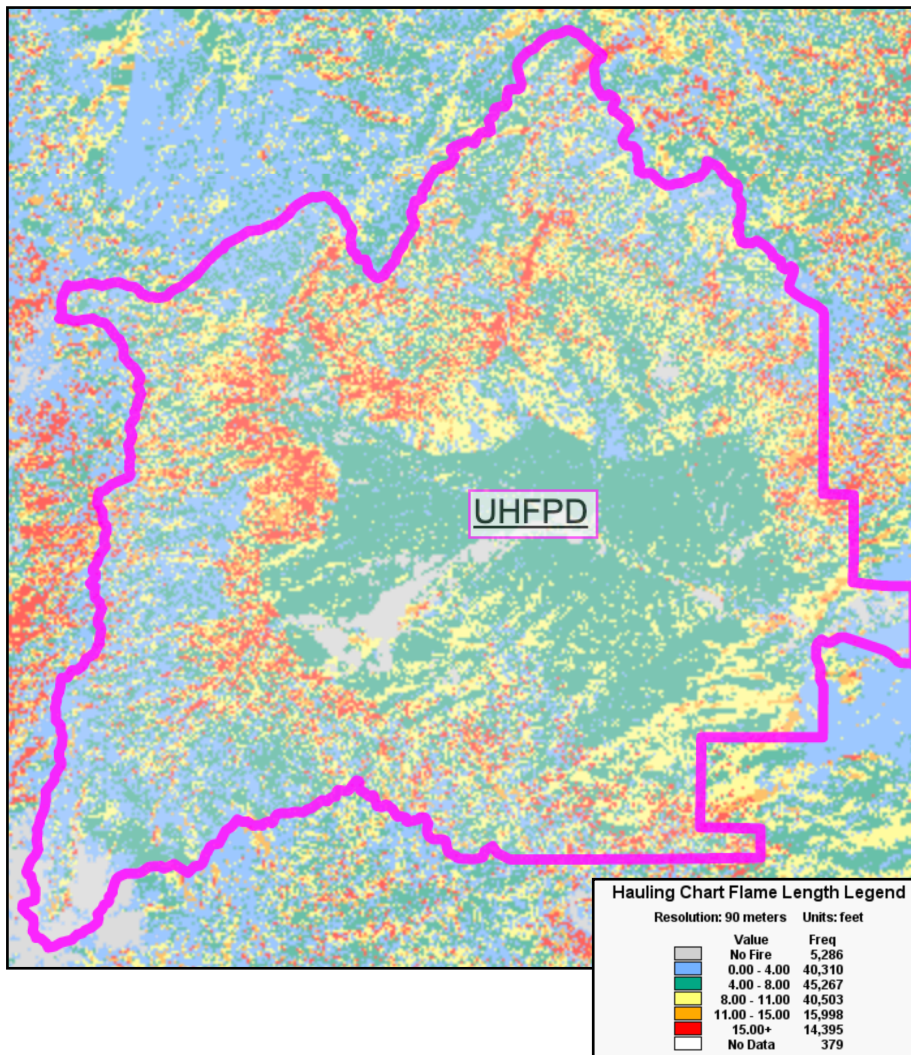 UHFPD
Hauling Chart Flame Length Legend
Resolution: 90 meters Units: feet
Value Freq
No Fire 5,286
0.00 - 4.00 40,310
4.00 - 8.00 45,267
8.00 - 11.00 40,503
11.00 - 15.00 15,998
15.00+ 14,395
No Data 379